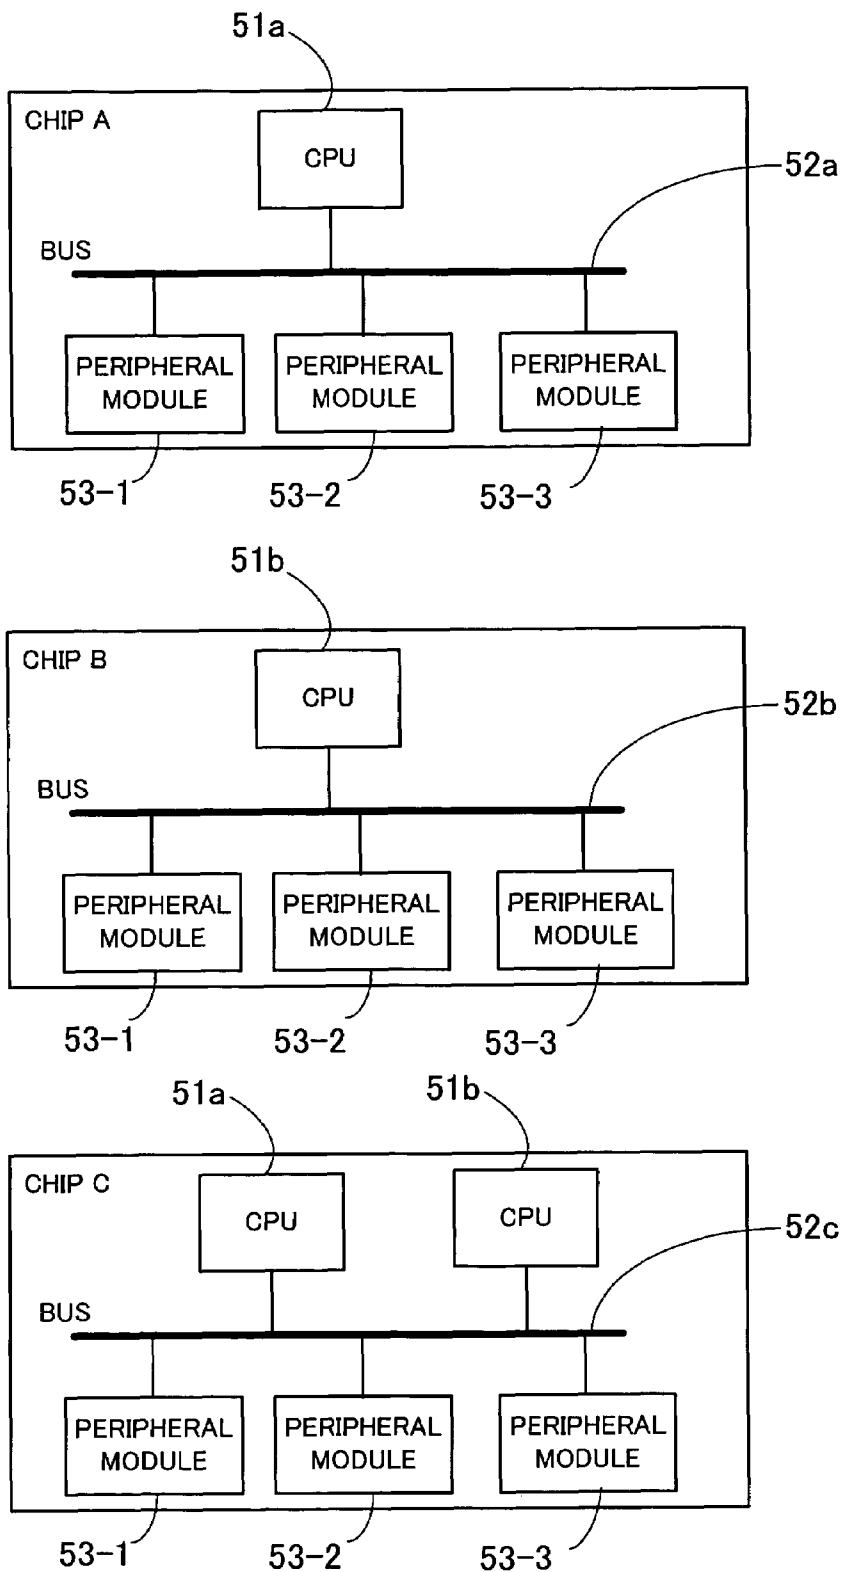 51a
CHIP A
CPU
52a
BUS
PERIPHERAL
MODULE
PERIPHERAL
MODULE
PERIPHERAL
MODULE
53-1
53-2
53-3
51b
CHIP B
CPU
52b
BUS
PERIPHERAL
MODULE
PERIPHERAL
MODULE
PERIPHERAL
MODULE
53-1
53-2
53-3
51a
51b
CHIP C
CPU
CPU
52c
BUS
PERIPHERAL
MODULE
PERIPHERAL
MODULE
PERIPHERAL
MODULE
53-1
53-2
53-3